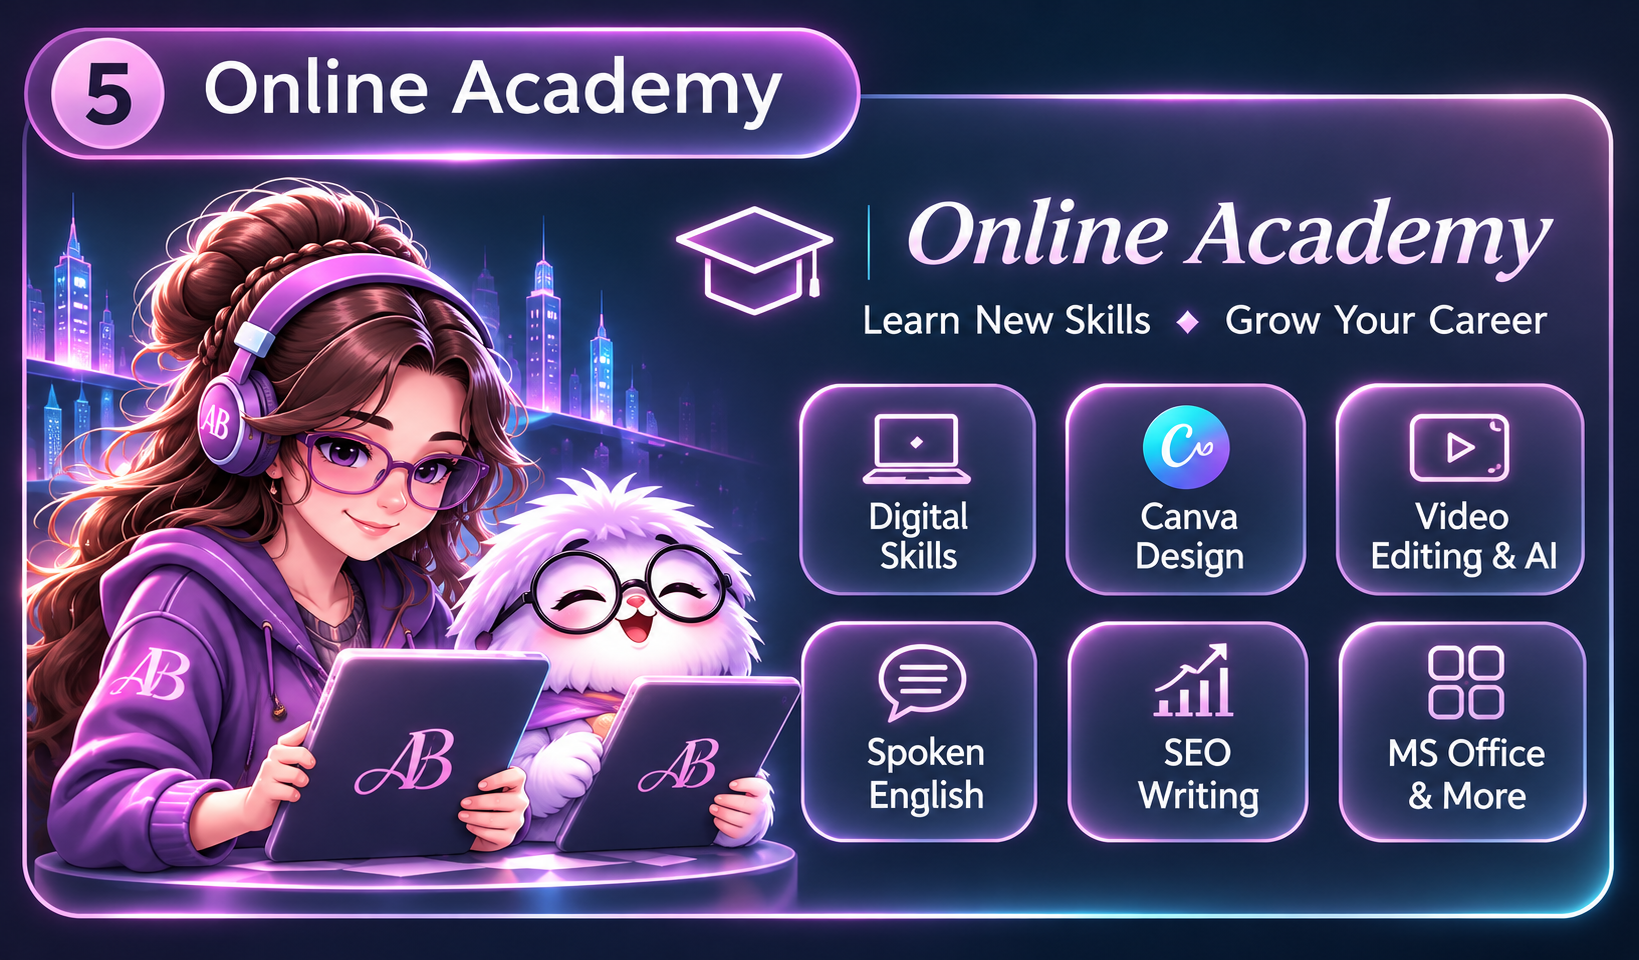 5 Online Academy
Online Academy
Learn New Skills ◆ Grow Your Career
Digital
Skills
C
Canva
Design
Video
Editing & AI
Spoken
English
SEO
Writing
MS Office
& More
AB
AB
AB
AB